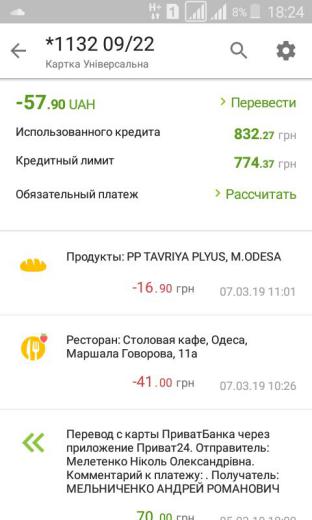 H+ 1 8% 18:24
*1132 09/22
Картка Універсальна
-57.90 UAH > Перевести
Использованного кредита 832.27 грн
Кредитный лимит 774.37 грн
Обязательный платеж > Рассчитать
Продукты: PP TAVRIYA PLYUS, M.ODESA
-16.90 грн 07.03.19 11:01
Ресторан: Столовая кафе, Одеса,
Маршала Говорова, 11а
-41.00 грн 07.03.19 10:26
Перевод с карты ПриватБанка через
приложение Приват24. Отправитель:
Мелетенко Ніколь Олександрівна.
Комментарий к платежу: . Получатель:
МЕЛЬНИЧЕНКО АНДРЕЙ РОМАНОВИЧ
70.00 грн